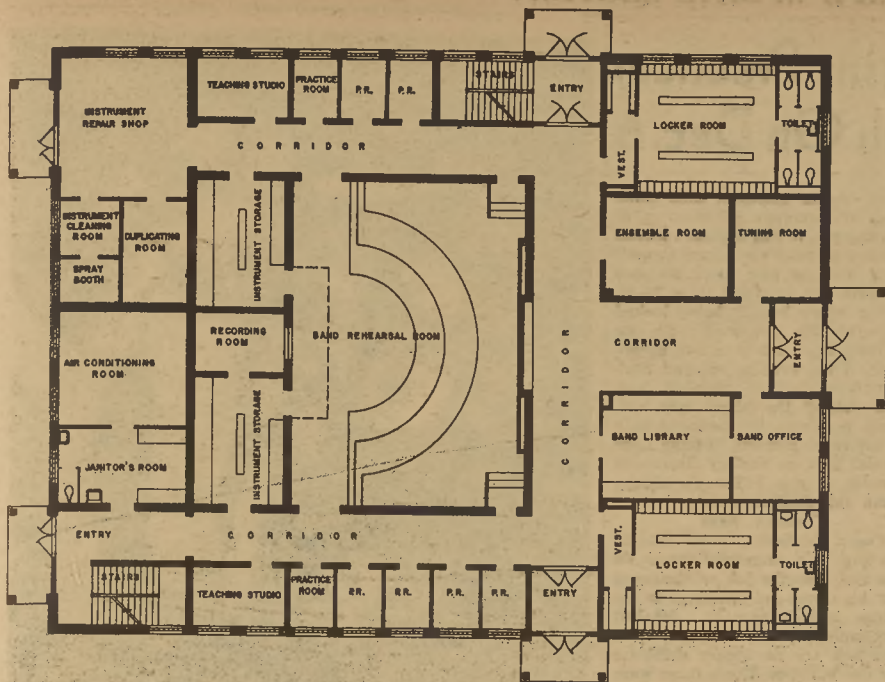 TEACHING STUDIO
PRACTICE
ROOM
P.R.
P.R.
STAIRS
ENTRY
INSTRUMENT
REPAIR SHOP
LOCKER ROOM
TOILET
VEST.
CORRIDOR
INSTRUMENT
CLEANING
ROOM
DUPLICATING
ROOM
SPRAY
BOOTH
INSTRUMENT STORAGE
ENSEMBLE ROOM
TUNING ROOM
RECORDING
ROOM
BAND REHEARSAL ROOM
CORRIDOR
CORRIDOR
ENTRY
AIR CONDITIONING
ROOM
INSTRUMENT STORAGE
BAND LIBRARY
BAND OFFICE
JANITOR'S ROOM
ENTRY
CORRIDOR
VEST.
LOCKER ROOM
TOILET
STAIRS
TEACHING STUDIO
PRACTICE
ROOM
P.R.
P.R.
P.R.
P.R.
ENTRY